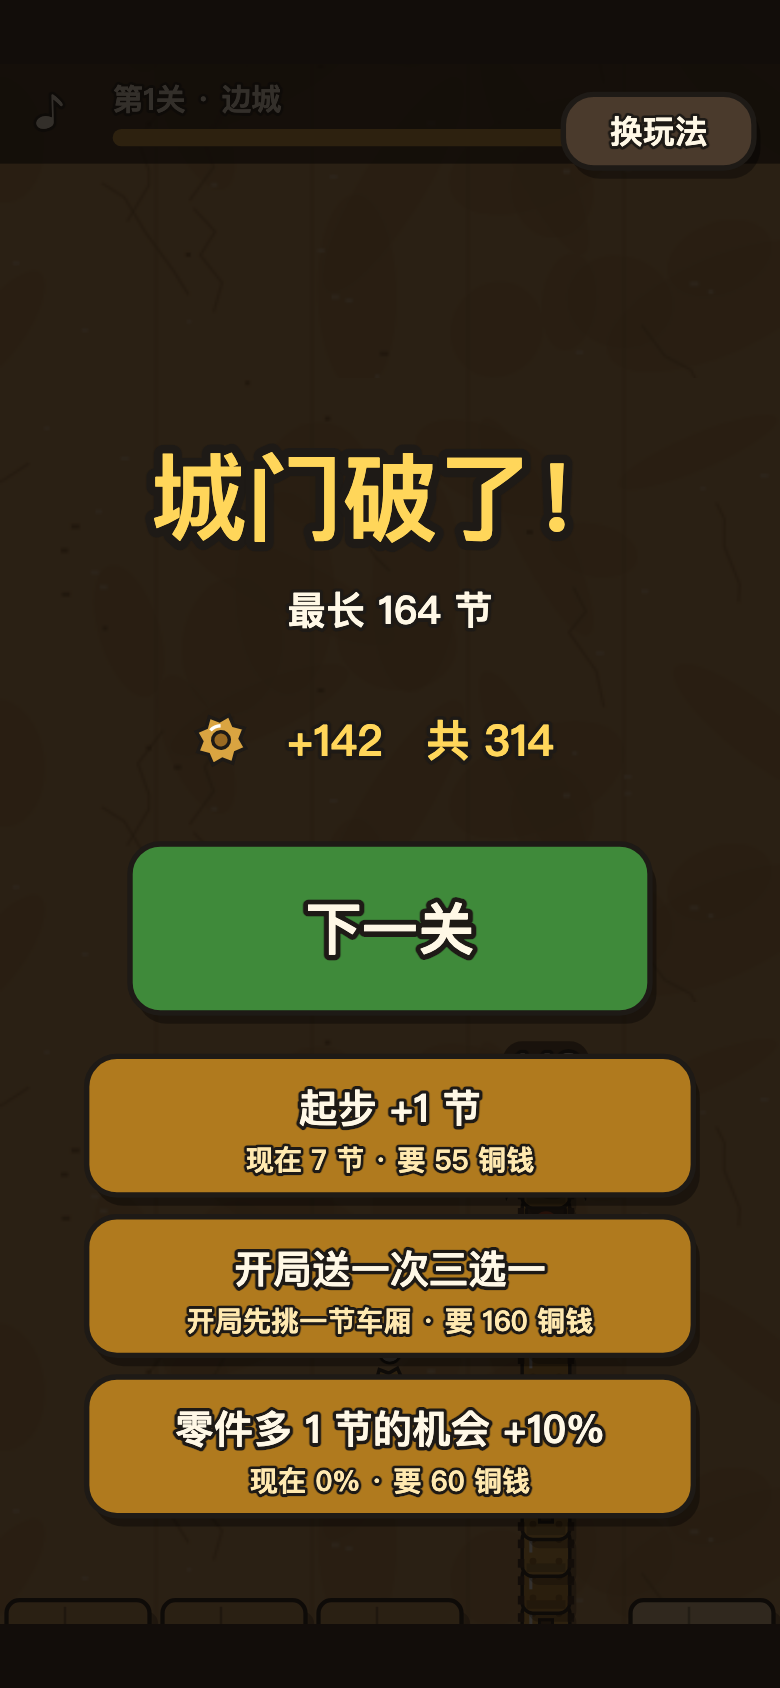 第1关 · 边城
换玩法
城门破了！
最长 164 节
+142 共 314
下一关
起步 +1 节
现在 7 节 · 要 55 铜钱
开局送一次三选一
开局先挑一节车厢 · 要 160 铜钱
零件多 1 节的机会 +10%
现在 0% · 要 60 铜钱